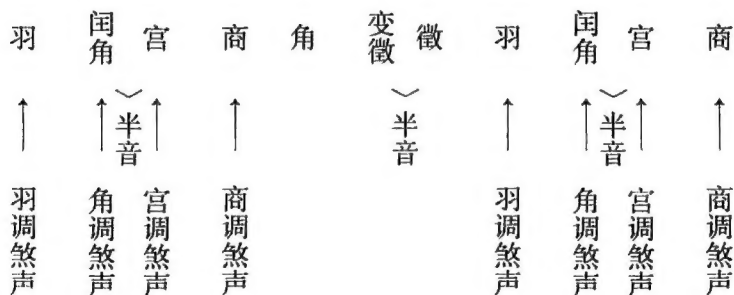 羽 闰角 宫 商 角 变徵 徵 羽 闰角 宫 商
半音 半音 半音
羽调煞声 角调煞声 宫调煞声 商调煞声 羽调煞声 角调煞声 宫调煞声 商调煞声